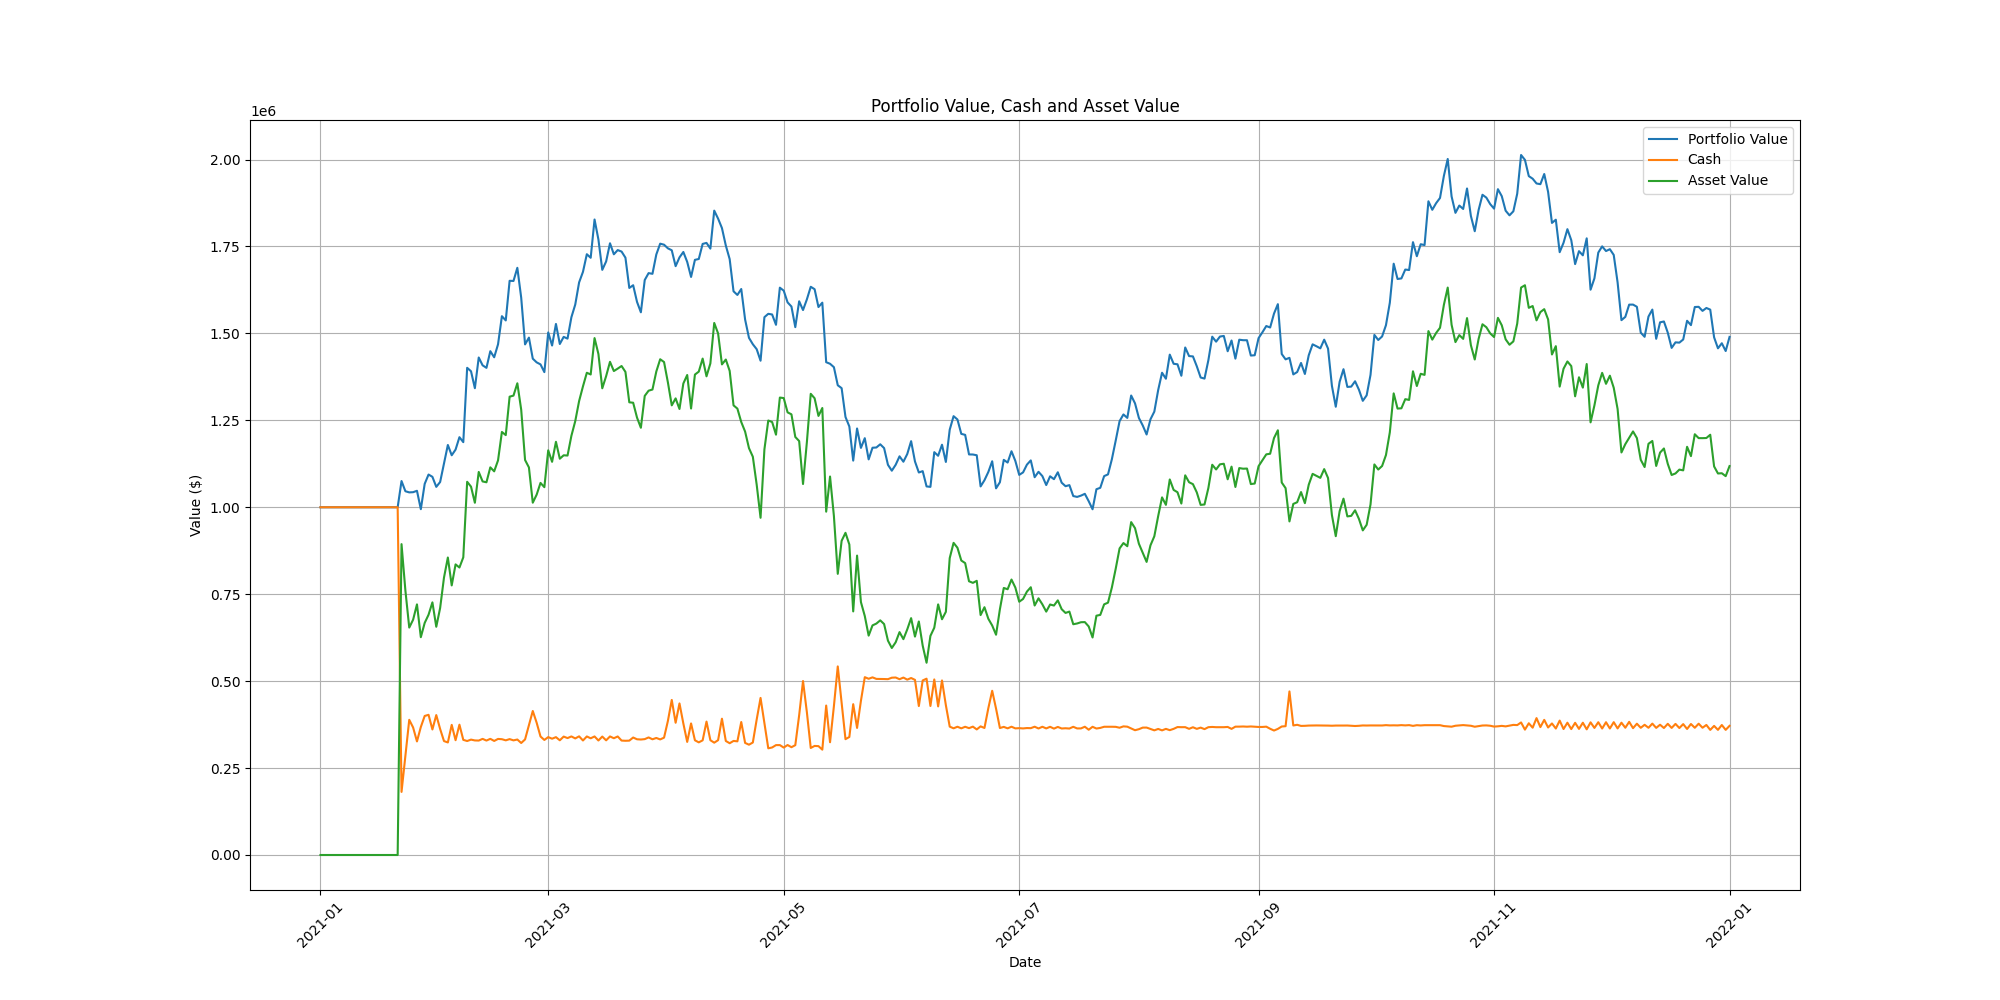 Portfolio Value, Cash and Asset Value
1e6
Portfolio Value
Cash
Asset Value
2.00
1.75
1.50
1.25
1.00
0.75
0.50
0.25
0.00
Value ($)
2021-01
2021-03
2021-05
2021-07
2021-09
2021-11
2022-01
Date